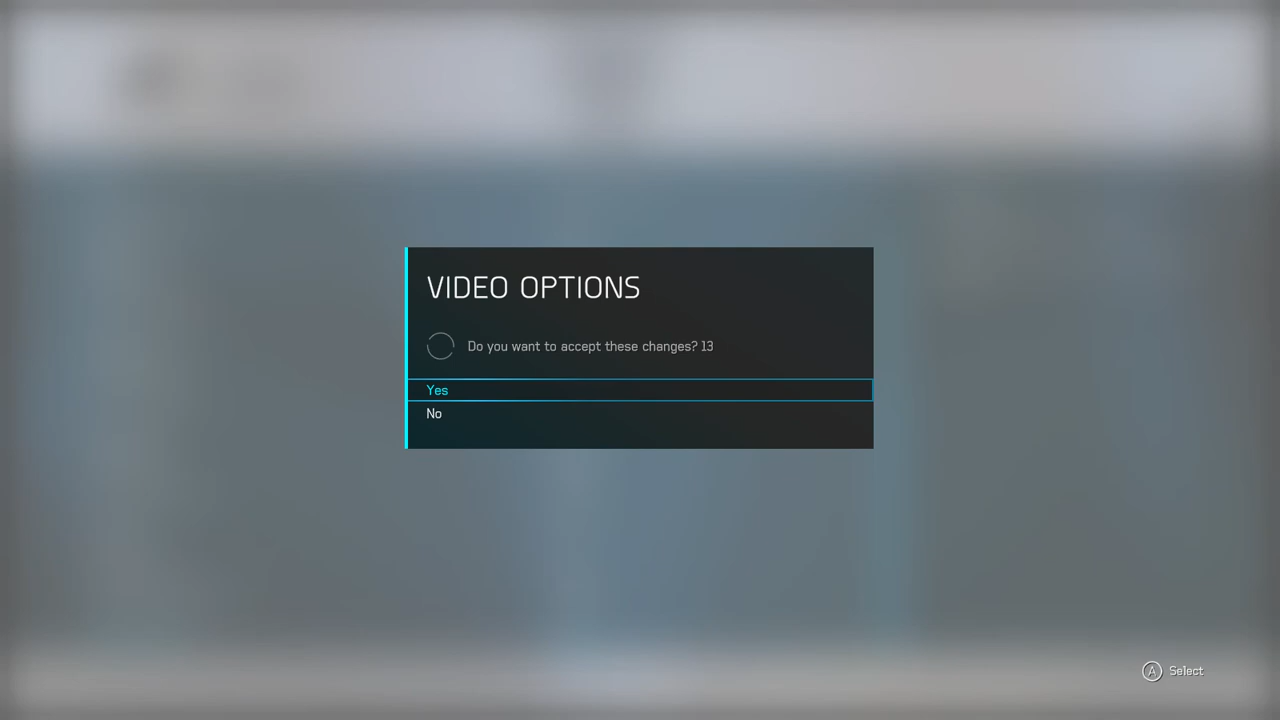 VIDEO OPTIONS
Do you want to accept these changes? 13
Yes
No
A Select